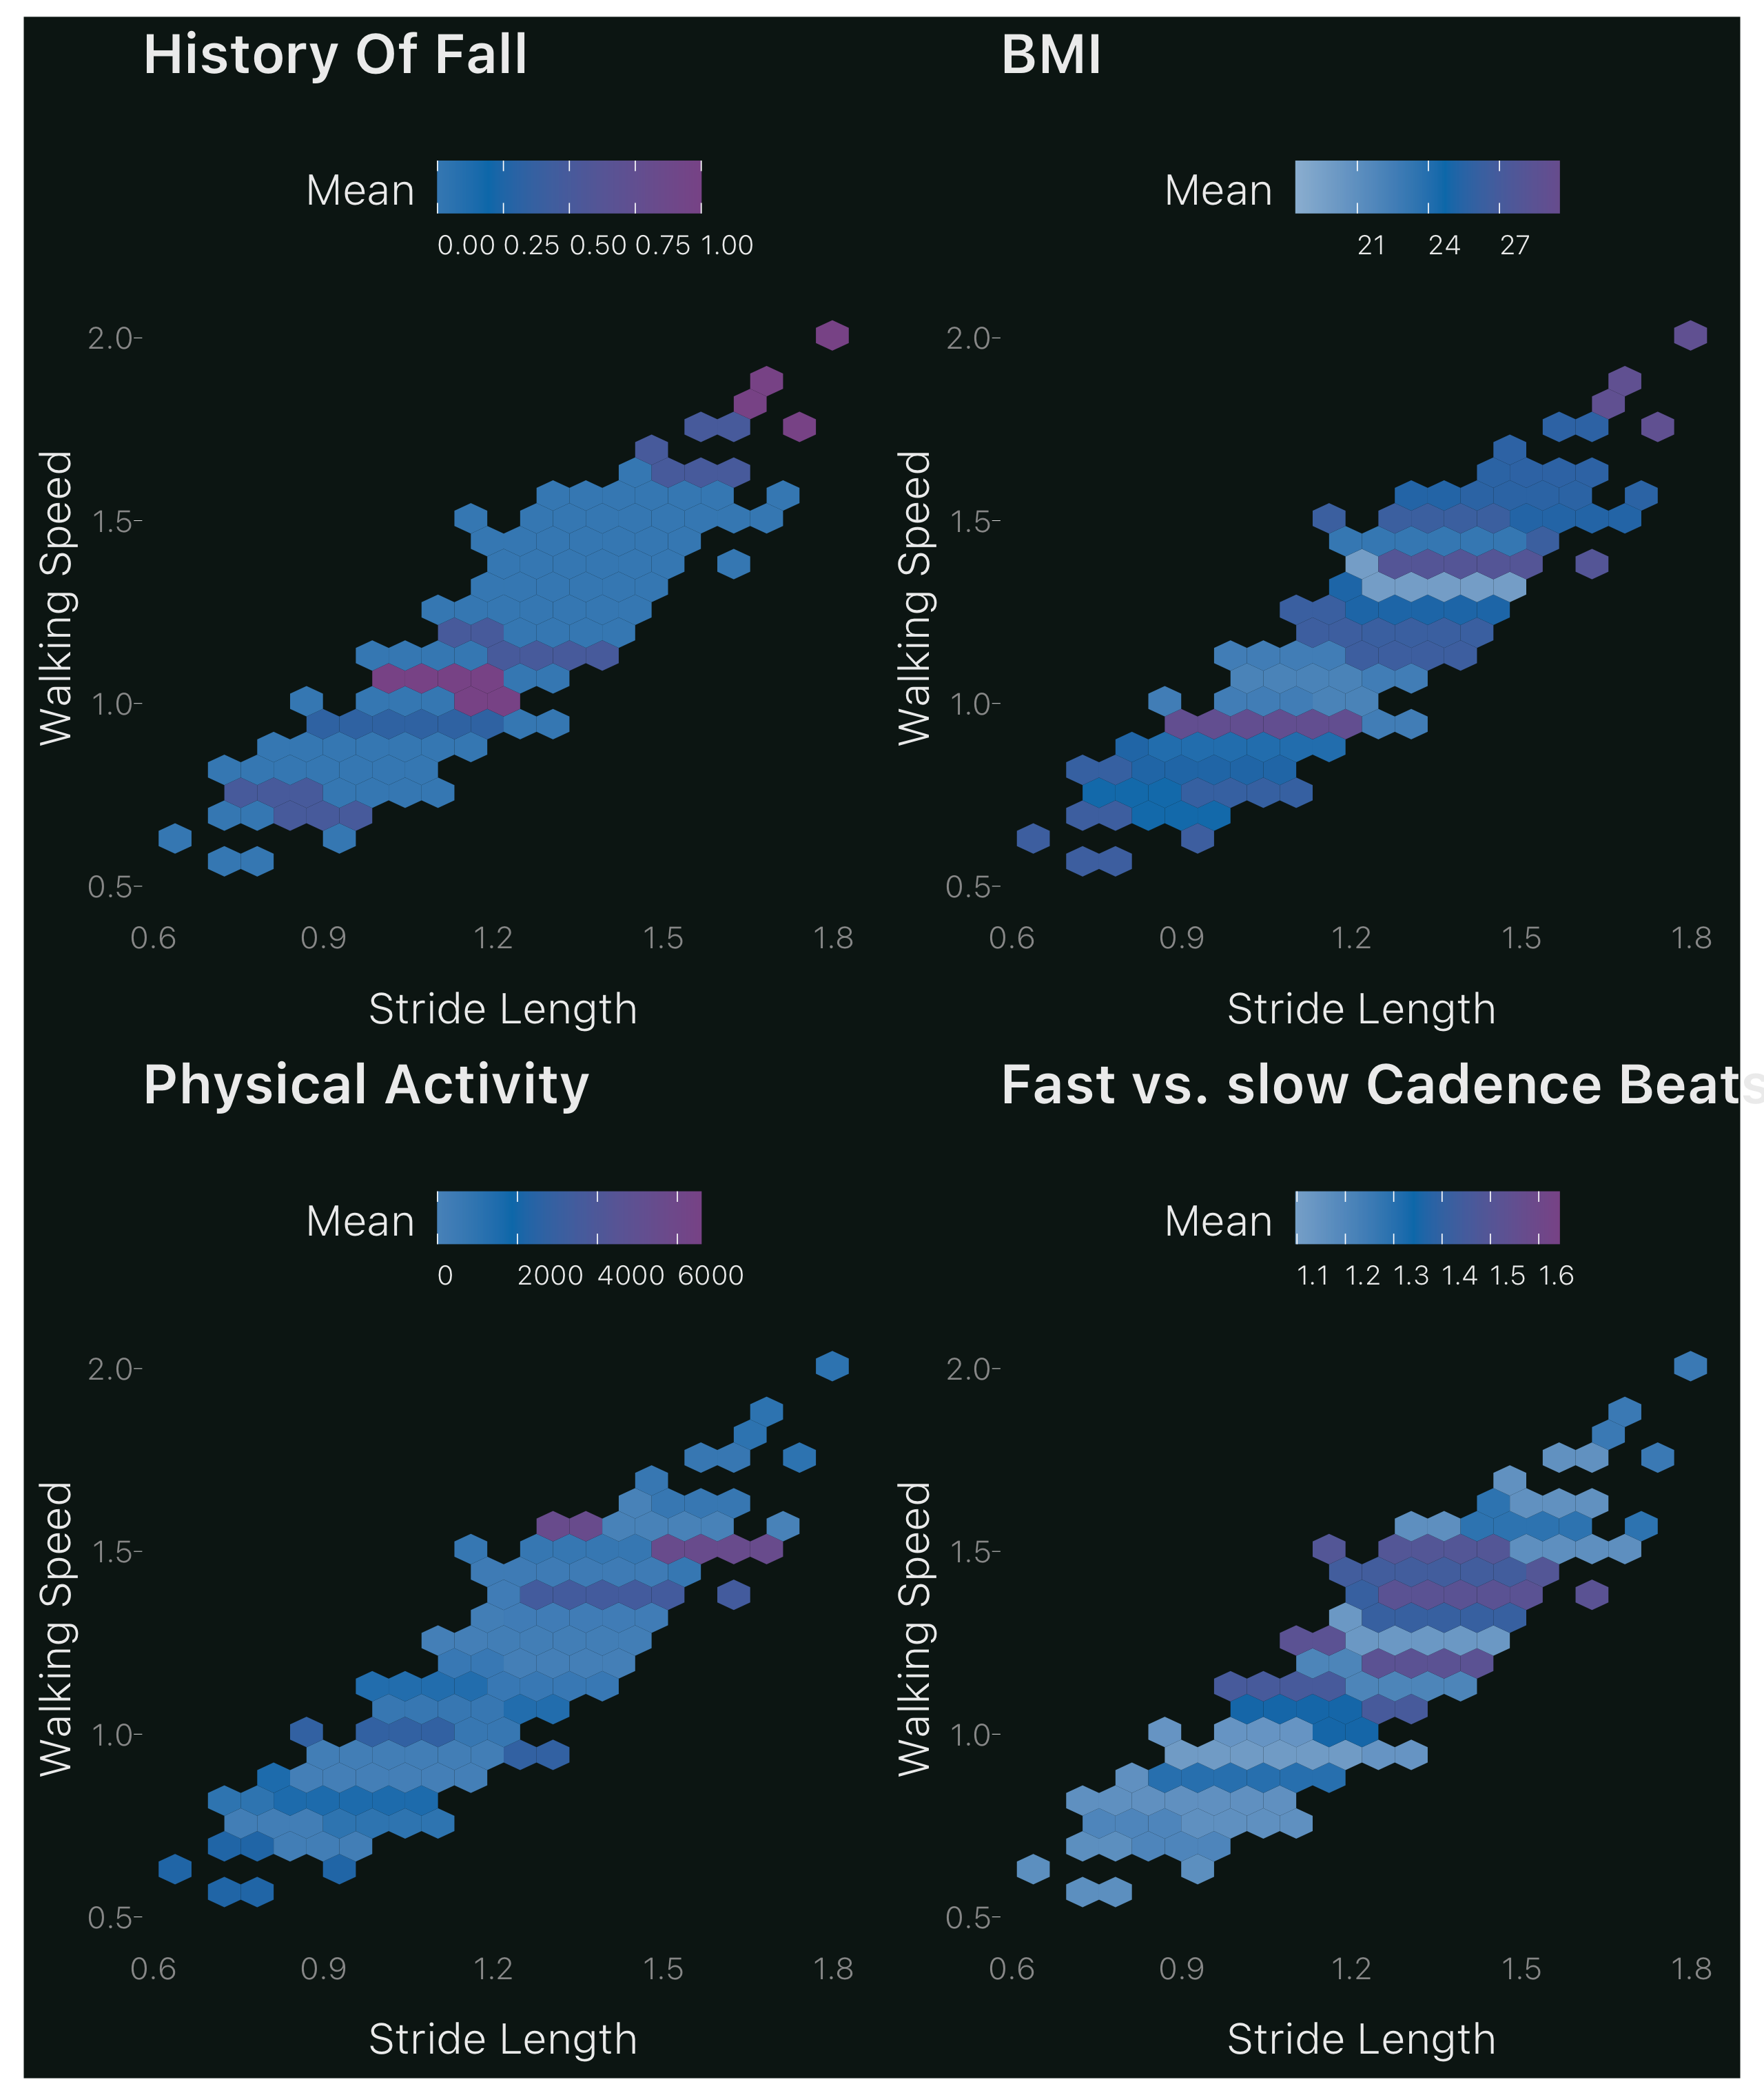 History Of Fall
Mean
0.00 0.25 0.50 0.75 1.00
2.0
1.5
1.0
0.5
Walking Speed
0.6 0.9 1.2 1.5 1.8
Stride Length
BMI
Mean
21 24 27
2.0
1.5
1.0
0.5
Walking Speed
0.6 0.9 1.2 1.5 1.8
Stride Length
Physical Activity
Mean
0 2000 4000 6000
2.0
1.5
1.0
0.5
Walking Speed
0.6 0.9 1.2 1.5 1.8
Stride Length
Fast vs. slow Cadence Beats
Mean
1.1 1.2 1.3 1.4 1.5 1.6
2.0
1.5
1.0
0.5
Walking Speed
0.6 0.9 1.2 1.5 1.8
Stride Length